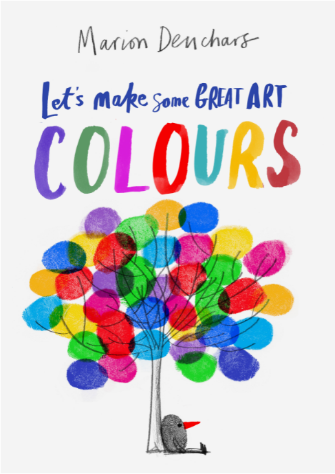 Marion Deuchars
Let's make some GREAT ART
COLOURS